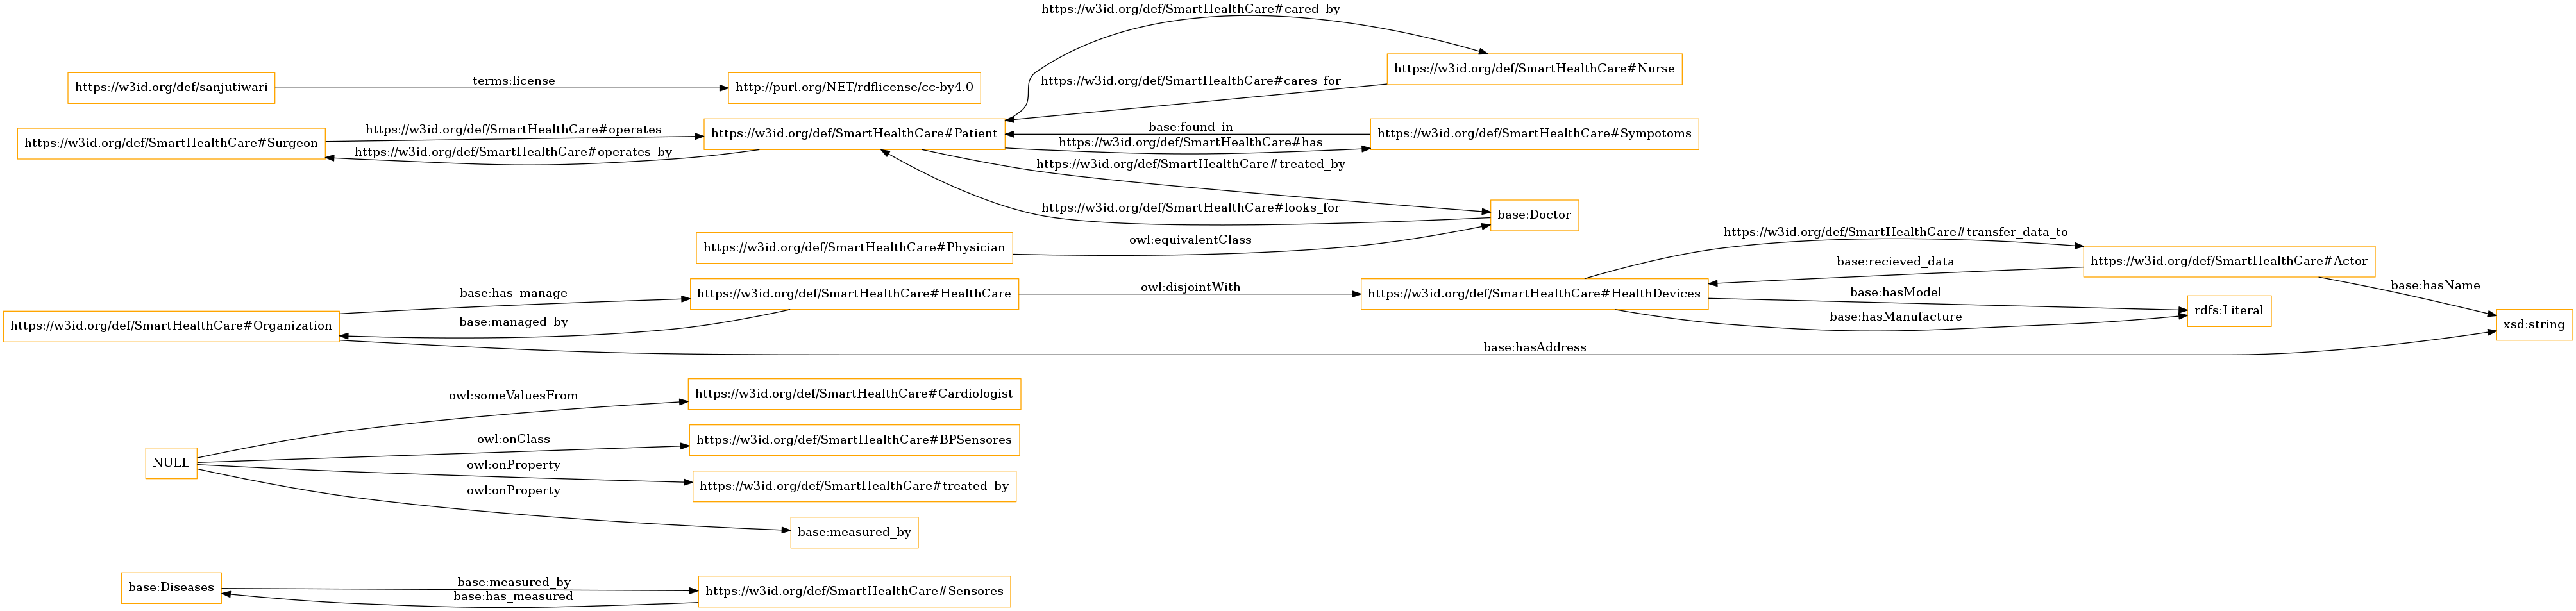 https://w3id.org/def/SmartHealthCare#cared_by
https://w3id.org/def/SmartHealthCare#Nurse
https://w3id.org/def/sanjutiwari
terms:license
http://purl.org/NET/rdflicense/cc-by4.0
https://w3id.org/def/SmartHealthCare#cares_for
https://w3id.org/def/SmartHealthCare#Surgeon
https://w3id.org/def/SmartHealthCare#operates
https://w3id.org/def/SmartHealthCare#operates_by
https://w3id.org/def/SmartHealthCare#Patient
base:found_in
https://w3id.org/def/SmartHealthCare#has
https://w3id.org/def/SmartHealthCare#Sympotoms
https://w3id.org/def/SmartHealthCare#treated_by
https://w3id.org/def/SmartHealthCare#looks_for
base:Doctor
https://w3id.org/def/SmartHealthCare#Physician
owl:equivalentClass
https://w3id.org/def/SmartHealthCare#transfer_data_to
https://w3id.org/def/SmartHealthCare#Actor
base:recieved_data
base:hasName
https://w3id.org/def/SmartHealthCare#Organization
base:has_manage
base:managed_by
https://w3id.org/def/SmartHealthCare#HealthCare
owl:disjointWith
https://w3id.org/def/SmartHealthCare#HealthDevices
base:hasModel
base:hasManufacture
rdfs:Literal
xsd:string
base:hasAddress
NULL
owl:someValuesFrom
https://w3id.org/def/SmartHealthCare#Cardiologist
owl:onClass
https://w3id.org/def/SmartHealthCare#BPSensores
owl:onProperty
https://w3id.org/def/SmartHealthCare#treated_by
owl:onProperty
base:measured_by
base:Diseases
base:measured_by
base:has_measured
https://w3id.org/def/SmartHealthCare#Sensores